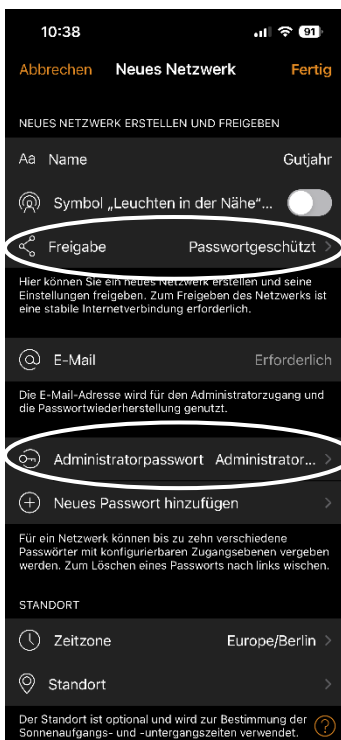 10:38
91
Abbrechen Neues Netzwerk Fertig
NEUES NETZWERK ERSTELLEN UND FREIGEBEN
Aa Name Gutjahr
Symbol „Leuchten in der Nähe"...
Freigabe Passwortgeschützt >
Hier können Sie ein neues Netzwerk erstellen und seine
Einstellungen freigeben. Zum Freigeben des Netzwerks ist
eine stabile Internetverbindung erforderlich.
@ E-Mail Erforderlich
Die E-Mail-Adresse wird für den Administratorzugang und
die Passwortwiederherstellung genutzt.
Administratorpasswort Administrator... >
Neues Passwort hinzufügen >
Für ein Netzwerk können bis zu zehn verschiedene
Passwörter mit konfigurierbaren Zugangsebenen vergeben
werden. Zum Löschen eines Passworts nach links wischen.
STANDORT
Zeitzone Europe/Berlin >
Standort >
Der Standort ist optional und wird zur Bestimmung der
Sonnenaufgangs- und -untergangszeiten verwendet. ?